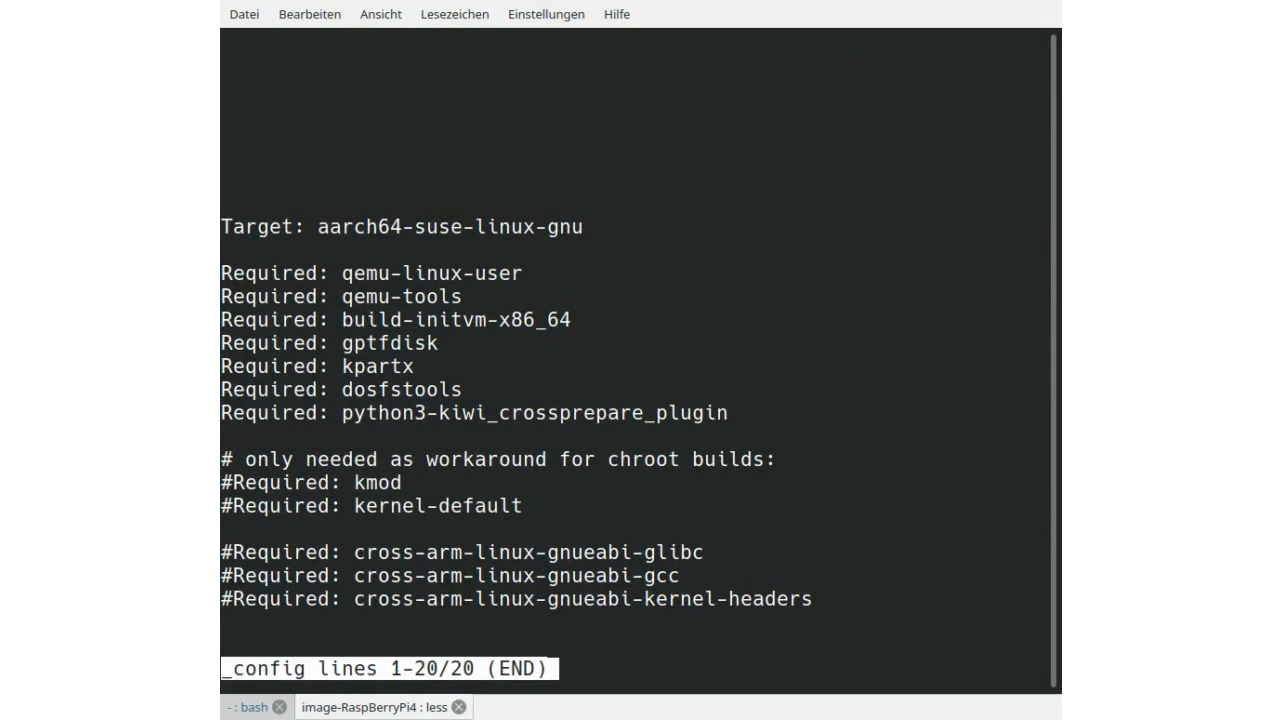 Datei Bearbeiten Ansicht Lesezeichen Einstellungen Hilfe
Target: aarch64-suse-linux-gnu
Required: qemu-linux-user
Required: qemu-tools
Required: build-initvm-x86_64
Required: gptfdisk
Required: kpartx
Required: dosfstools
Required: python3-kiwi_crossprepare_plugin
# only needed as workaround for chroot builds:
#Required: kmod
#Required: kernel-default
#Required: cross-arm-linux-gnueabi-glibc
#Required: cross-arm-linux-gnueabi-gcc
#Required: cross-arm-linux-gnueabi-kernel-headers
_config lines 1-20/20 (END)
- : bash image-RaspBerryPi4 : less